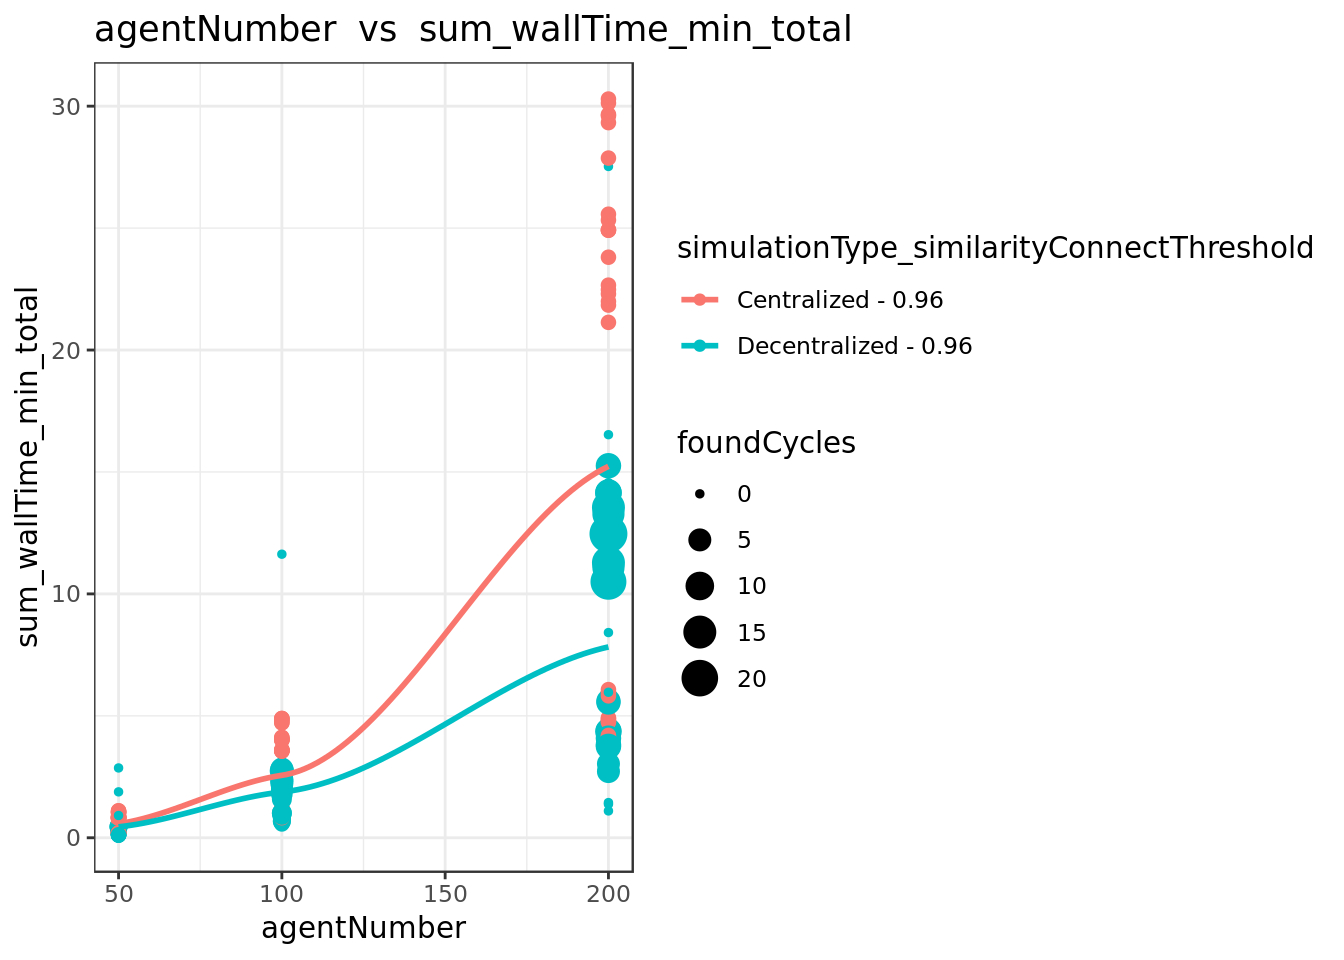 agentNumber vs sum_wallTime_min_total
30
20
10
0
sum_wallTime_min_total
50 100 150 200
agentNumber
simulationType_similarityConnectThreshold
Centralized - 0.96
Decentralized - 0.96
foundCycles
0
5
10
15
20